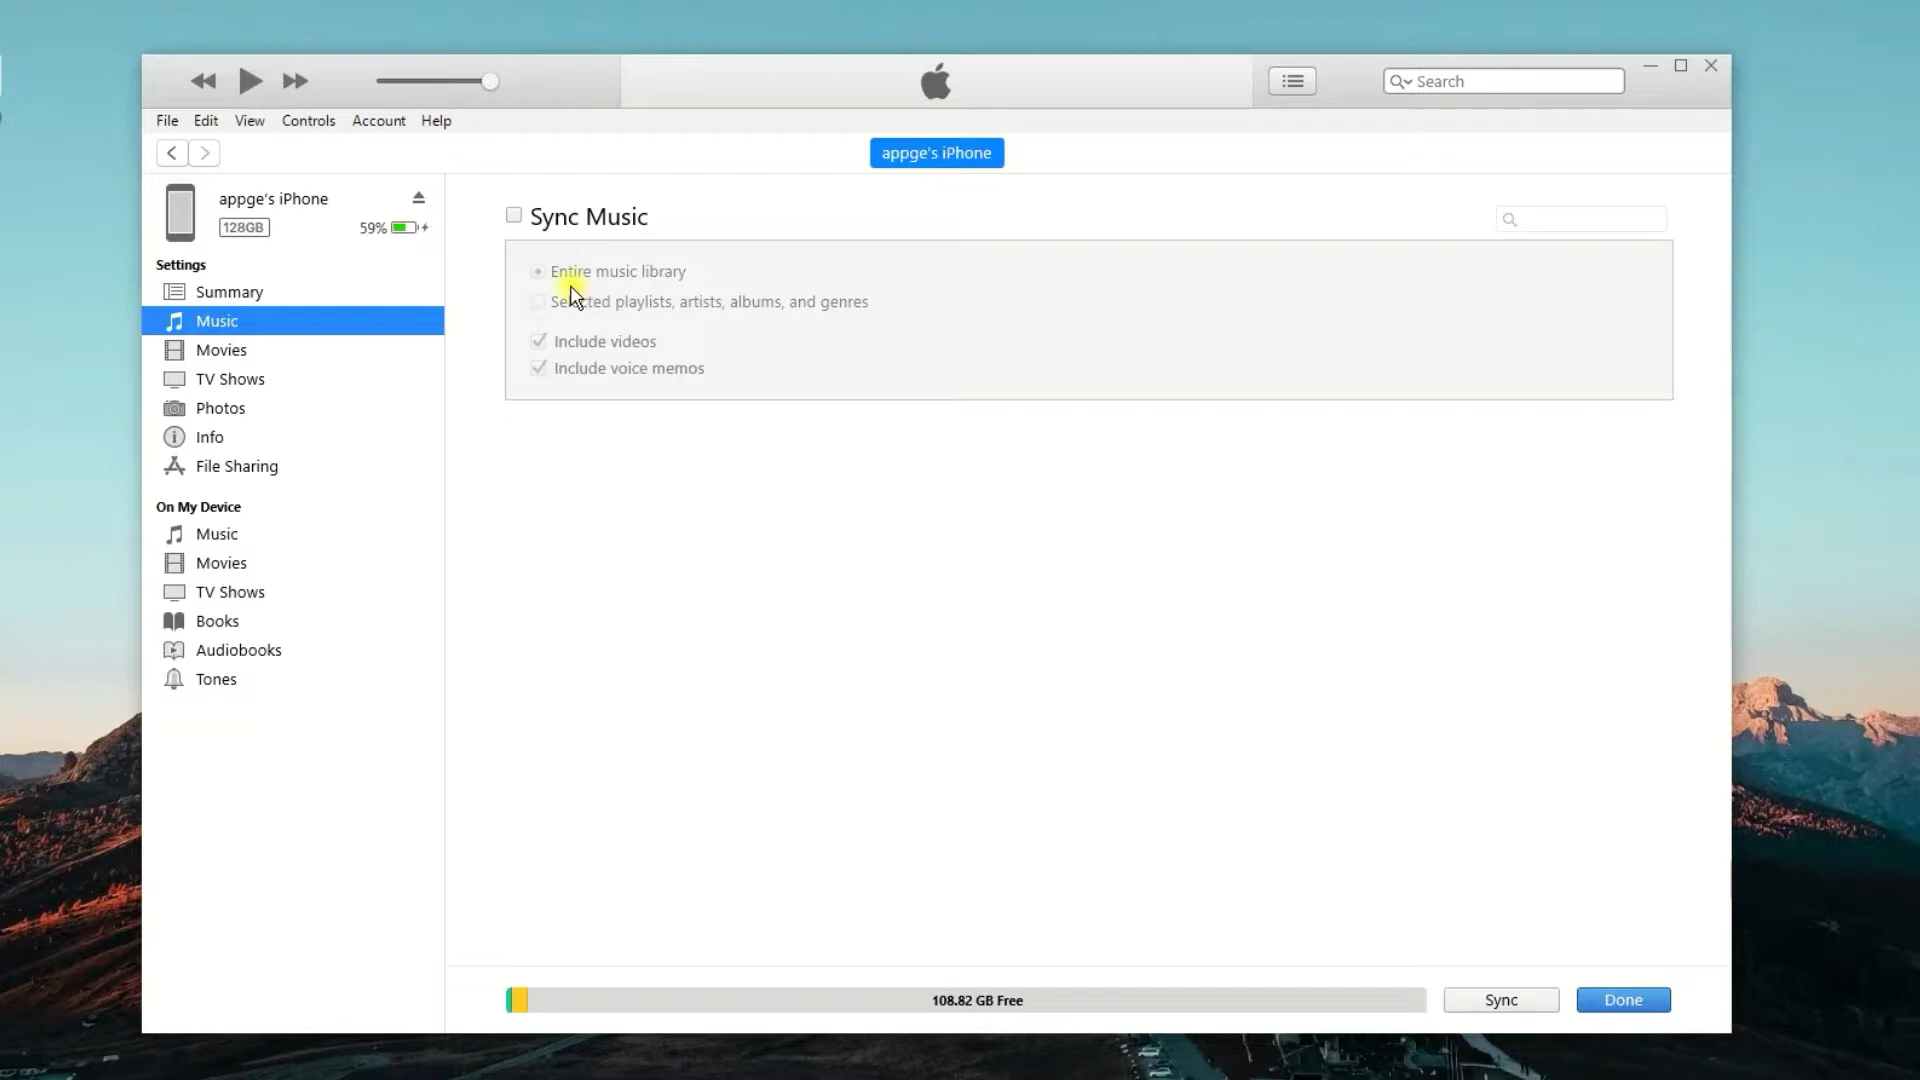 Search
File Edit View Controls Account Help
appge's iPhone
appge's iPhone
128GB 59%
Settings
Summary
Music
Movies
TV Shows
Photos
Info
File Sharing
On My Device
Music
Movies
TV Shows
Books
Audiobooks
Tones
Sync Music
Entire music library
Selected playlists, artists, albums, and genres
Include videos
Include voice memos
108.82 GB Free
Sync
Done